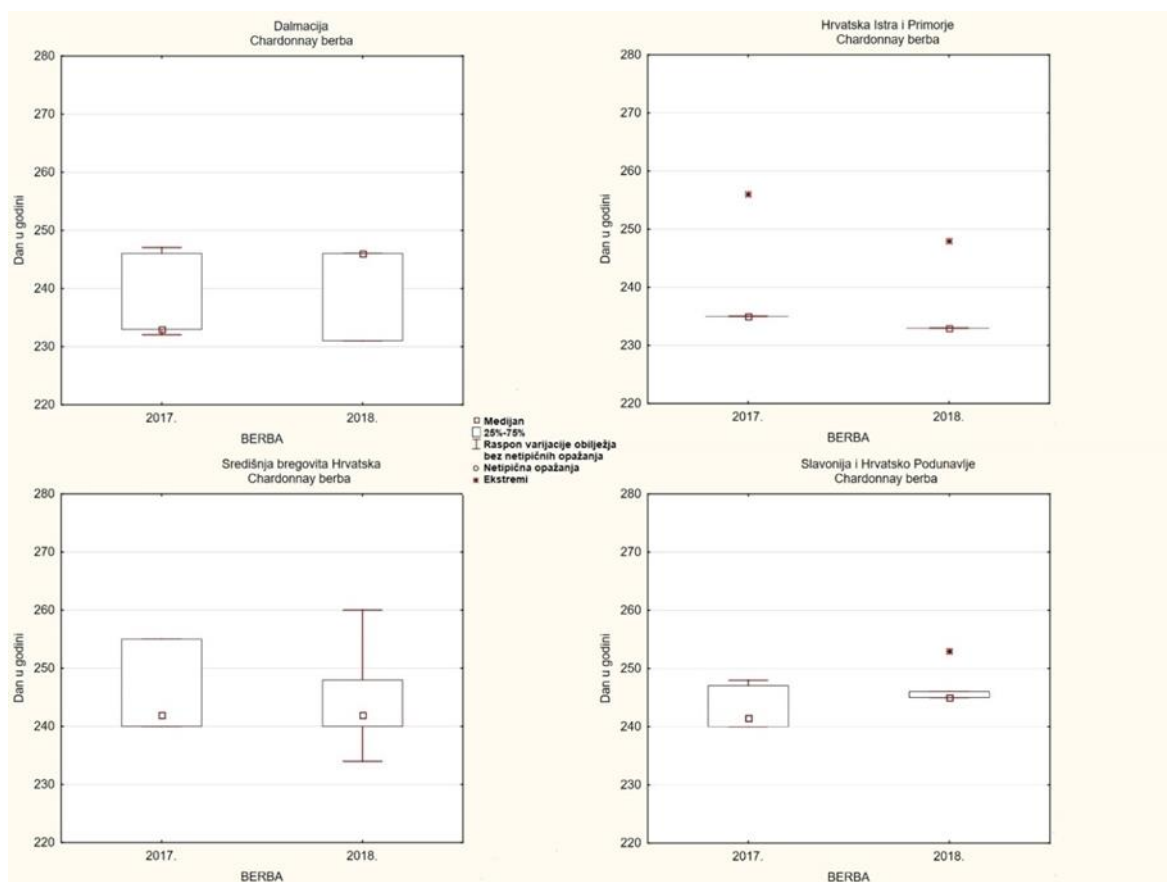 Dalmacija
Chardonnay berba
280
270
260
250
240
230
220
Dan u godini
2017.
2018.
BERBA
Hrvatska Istra i Primorje
Chardonnay berba
280
270
260
250
240
230
220
Dan u godini
2017.
2018.
BERBA
Medijan
25%-75%
Raspon varijacije obilježja
bez netipičnih opažanja
Netipična opažanja
Ekstremi
Središnja bregovita Hrvatska
Chardonnay berba
280
270
260
250
240
230
220
Dan u godini
2017.
2018.
BERBA
Slavonija i Hrvatsko Podunavlje
Chardonnay berba
280
270
260
250
240
230
220
Dan u godini
2017.
2018.
BERBA